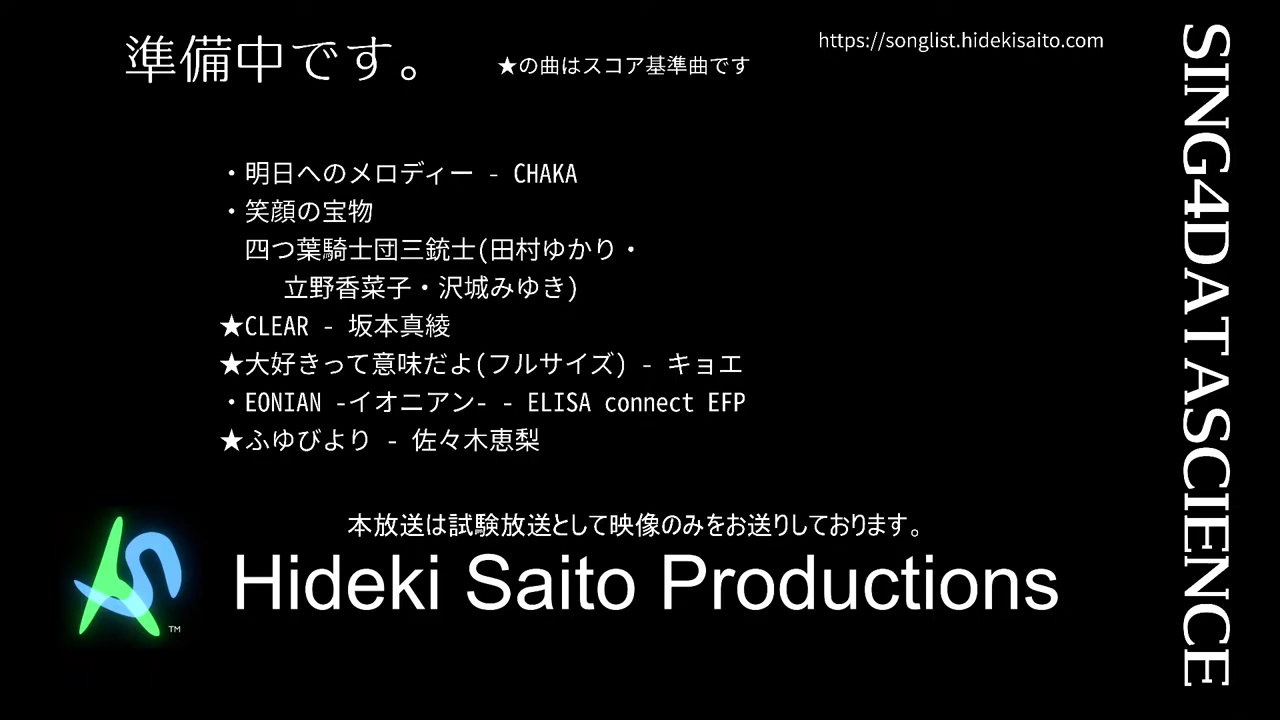 準備中です。
★の曲はスコア基準曲です
https://songlist.hidekisaito.com
・明日へのメロディー - CHAKA
・笑顔の宝物
四つ葉騎士団三銃士(田村ゆかり・
立野香菜子・沢城みゆき)
★CLEAR - 坂本真綾
★大好きって意味だよ(フルサイズ) - キョエ
・EONIAN -イオニアン- - ELISA connect EFP
★ふゆびより - 佐々木恵梨
本放送は試験放送として映像のみをお送りしております。
Hideki Saito Productions
TM
SING4DATASCIENCE